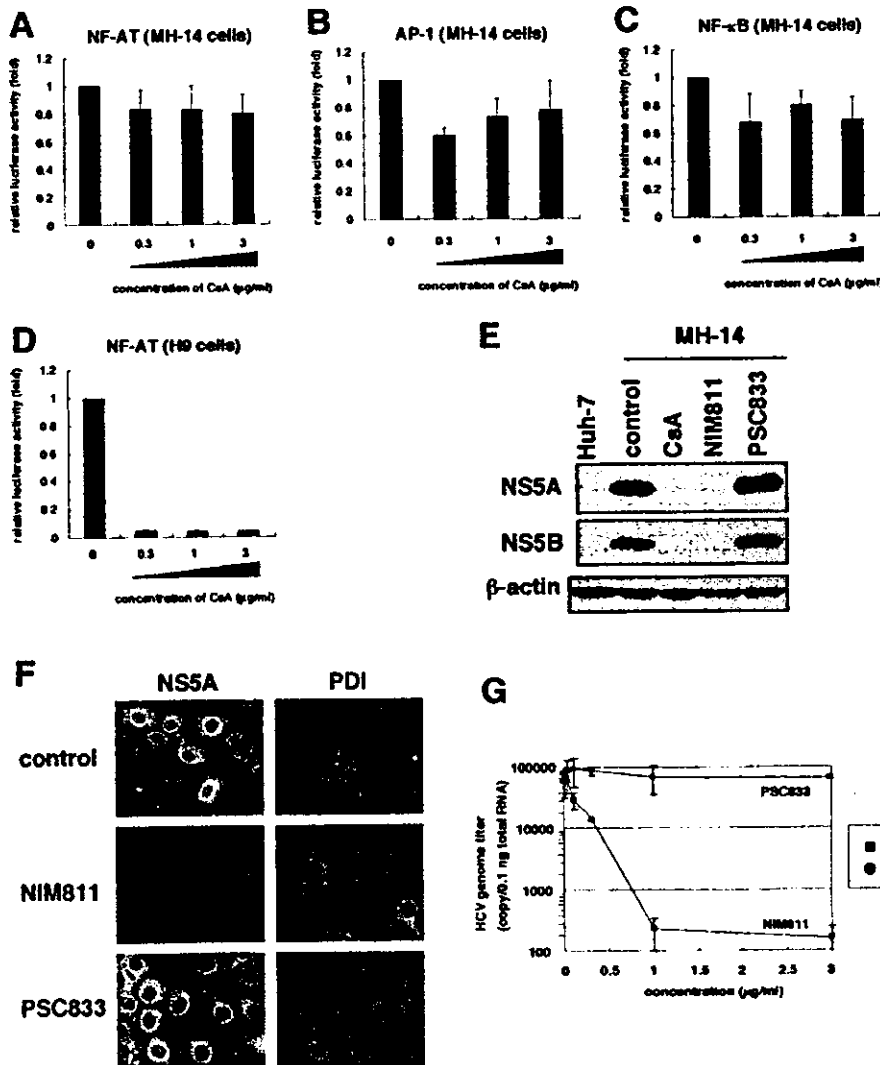 A
NF-AT (MH-14 cells)
relative luciferase activity (fold)
1.2
1
0.8
0.6
0.4
0.2
0
0 0.3 1 3
concentration of CsA (µg/ml)
B
AP-1 (MH-14 cells)
relative luciferase activity (fold)
1.2
1
0.8
0.6
0.4
0.2
0
0 0.3 1 3
concentration of CsA (µg/ml)
C
NF-κB (MH-14 cells)
relative luciferase activity (fold)
1.2
1
0.8
0.6
0.4
0.2
0
0 0.3 1 3
concentration of CsA (µg/ml)
D
NF-AT (H9 cells)
relative luciferase activity (fold)
1.2
1
0.8
0.6
0.4
0.2
0
0 0.3 1 3
concentration of CsA (µg/ml)
E
MH-14
Huh-7 control CsA NIM811 PSC833
NS5A
NS5B
β-actin
F
NS5A PDI
control
NIM811
PSC833
G
HCV genome titer
(copy/0.1 ng total RNA)
100000
10000
1000
100
PSC833
NIM811
0 0.5 1 1.5 2 2.5 3
concentration (µg/ml)